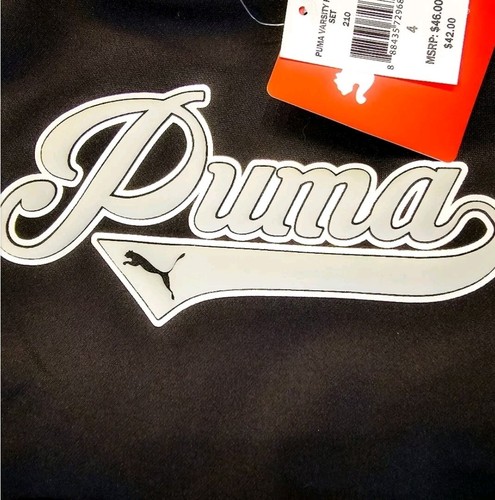 PUMA VARSITY
SET
210
4
MSRP: $46.00
$42.00
Puma